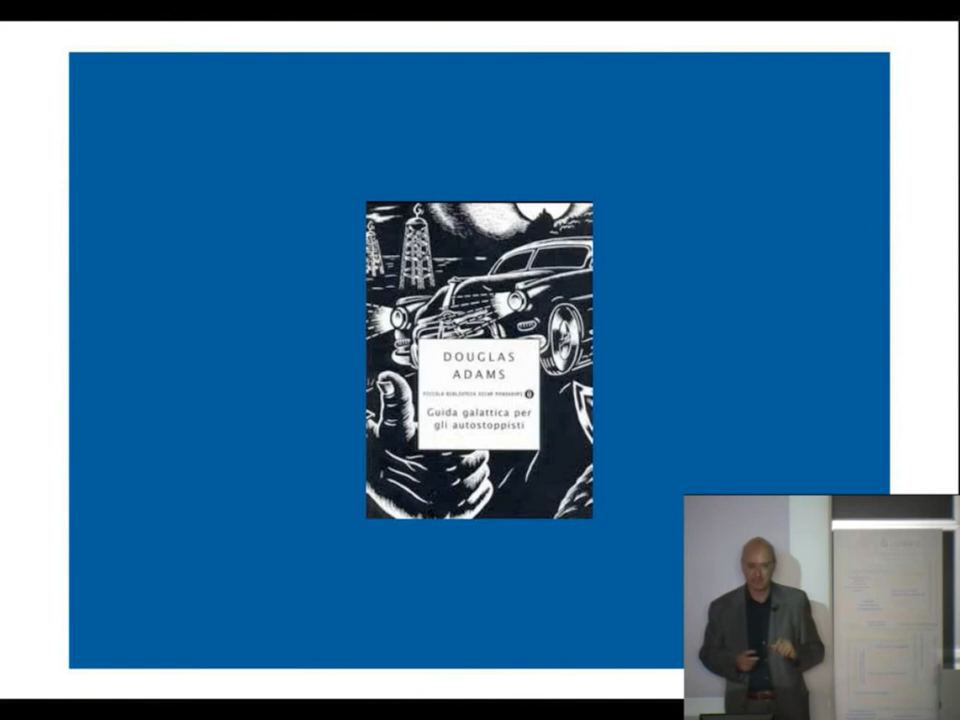 DOUGLAS
ADAMS
PICCOLA BIBLIOTECA OSCAR MONDADORI
Guida galattica per
gli autostoppisti